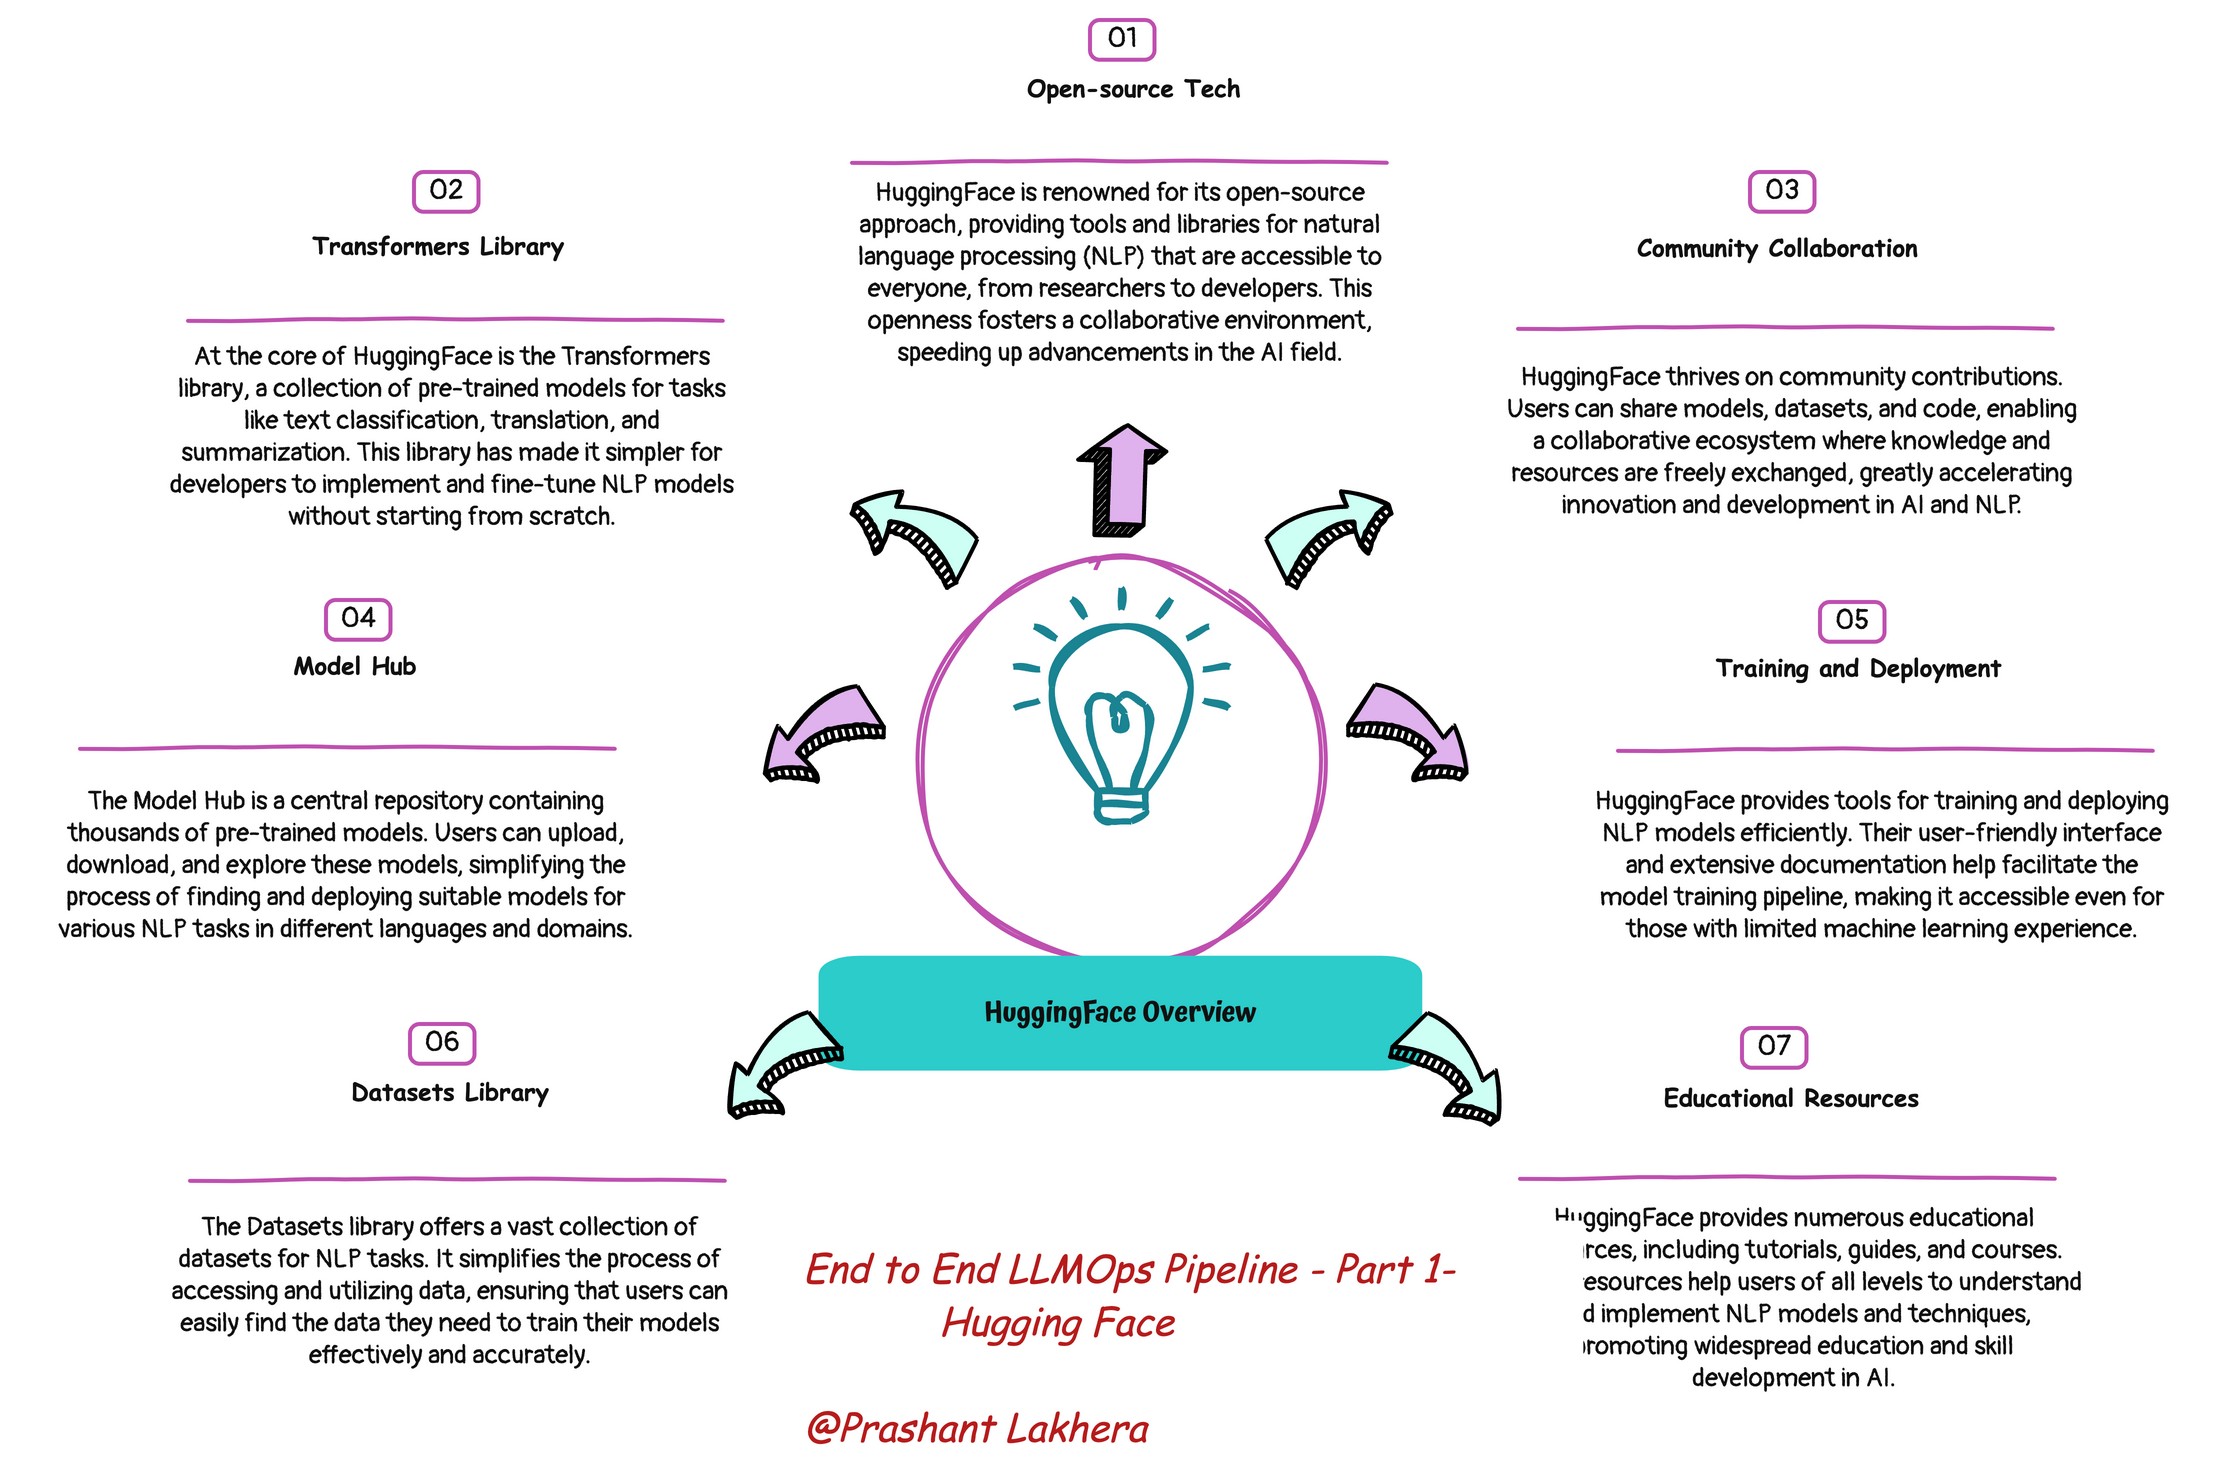 01
Open-source Tech
HuggingFace is renowned for its open-source
approach, providing tools and libraries for natural
language processing (NLP) that are accessible to
everyone, from researchers to developers. This
openness fosters a collaborative environment,
speeding up advancements in the AI field.
02
Transformers Library
At the core of HuggingFace is the Transformers
library, a collection of pre-trained models for tasks
like text classification, translation, and
summarization. This library has made it simpler for
developers to implement and fine-tune NLP models
without starting from scratch.
03
Community Collaboration
HuggingFace thrives on community contributions.
Users can share models, datasets, and code, enabling
a collaborative ecosystem where knowledge and
resources are freely exchanged, greatly accelerating
innovation and development in AI and NLP.
04
Model Hub
The Model Hub is a central repository containing
thousands of pre-trained models. Users can upload,
download, and explore these models, simplifying the
process of finding and deploying suitable models for
various NLP tasks in different languages and domains.
05
Training and Deployment
HuggingFace provides tools for training and deploying
NLP models efficiently. Their user-friendly interface
and extensive documentation help facilitate the
model training pipeline, making it accessible even for
those with limited machine learning experience.
HuggingFace Overview
06
Datasets Library
The Datasets library offers a vast collection of
datasets for NLP tasks. It simplifies the process of
accessing and utilizing data, ensuring that users can
easily find the data they need to train their models
effectively and accurately.
07
Educational Resources
HuggingFace provides numerous educational
including tutorials, guides, and courses.
help users of all levels to understand
implement NLP models and techniques,
widespread education and skill
development in AI.
End to End LLMOps Pipeline - Part 1-
Hugging Face
@Prashant Lakhera